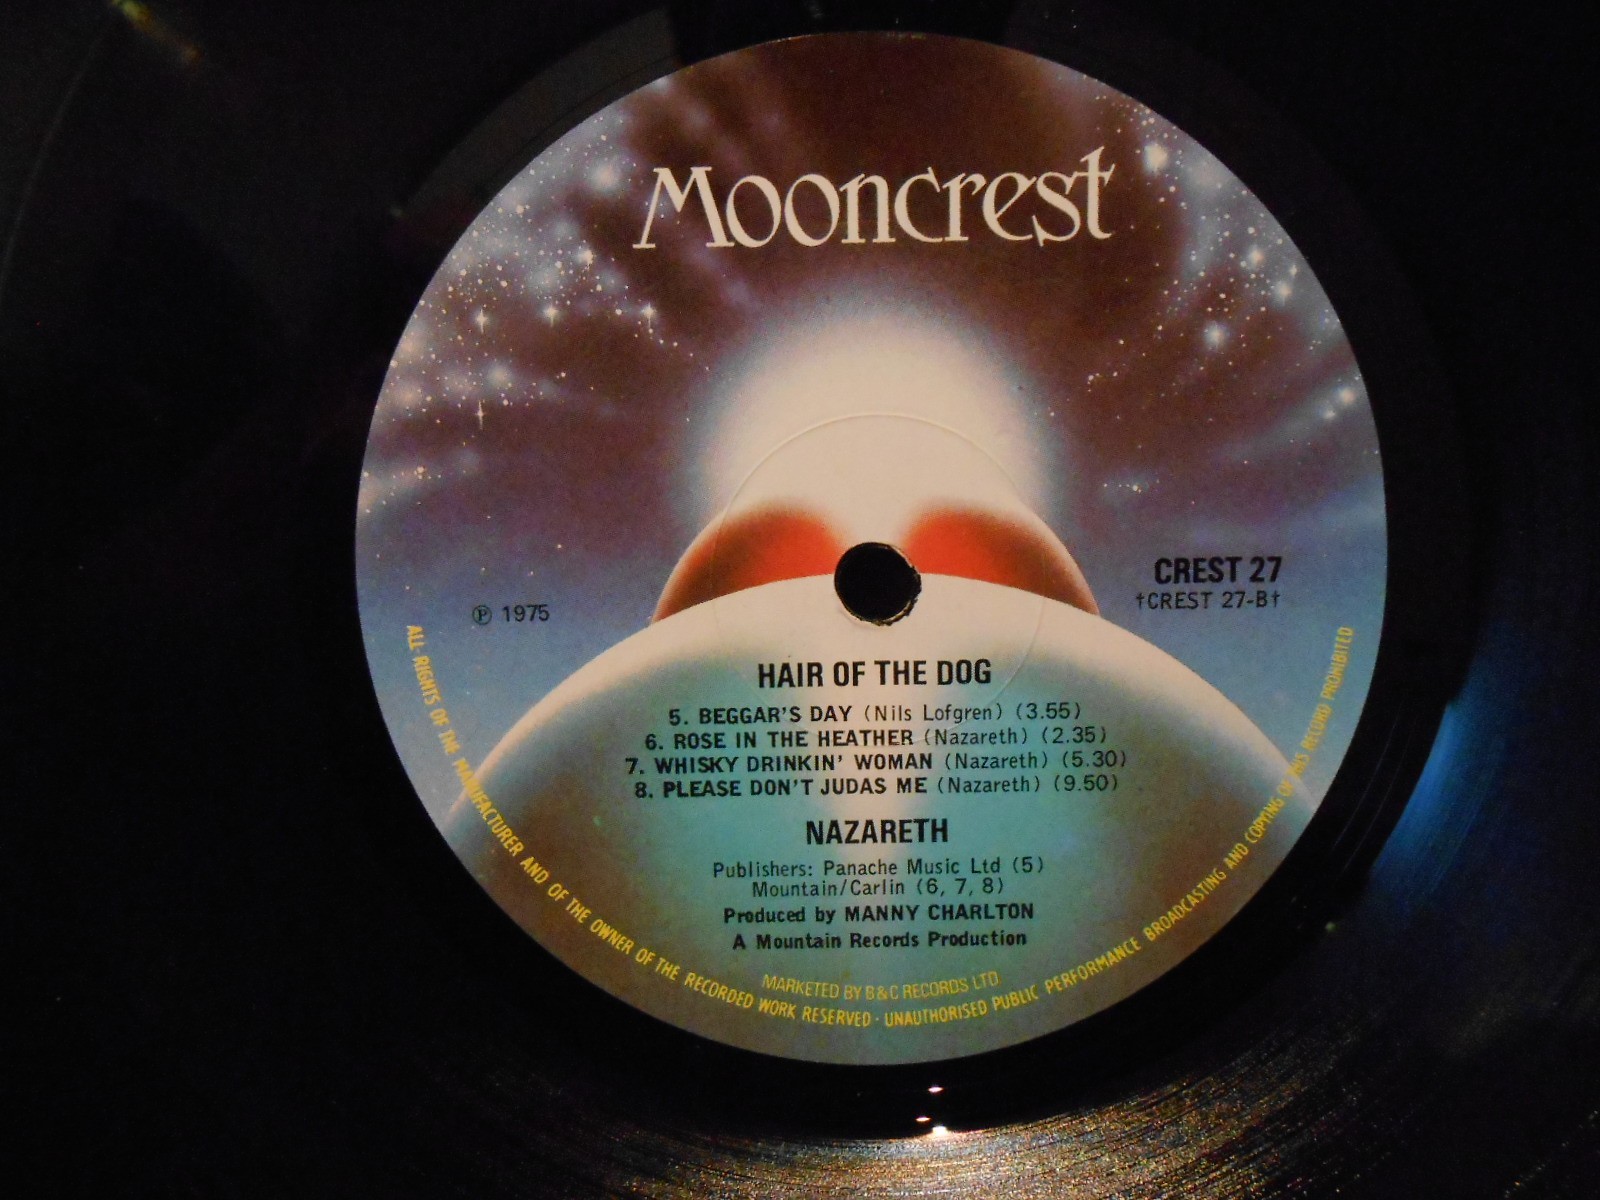 Mooncrest
CREST 27
†CREST 27-B†
℗ 1975
HAIR OF THE DOG
5. BEGGAR'S DAY (Nils Lofgren) (3.55)
6. ROSE IN THE HEATHER (Nazareth) (2.35)
7. WHISKY DRINKIN' WOMAN (Nazareth) (5.30)
8. PLEASE DON'T JUDAS ME (Nazareth) (9.50)
NAZARETH
Publishers: Panache Music Ltd (5)
Mountain/Carlin (6, 7, 8)
Produced by MANNY CHARLTON
A Mountain Records Production
MARKETED BY B&C RECORDS LTD
ALL RIGHTS OF THE MANUFACTURER AND OF THE OWNER OF THE RECORDED WORK RESERVED · UNAUTHORISED PUBLIC PERFORMANCE BROADCASTING AND COPYING OF THIS RECORD PROHIBITED